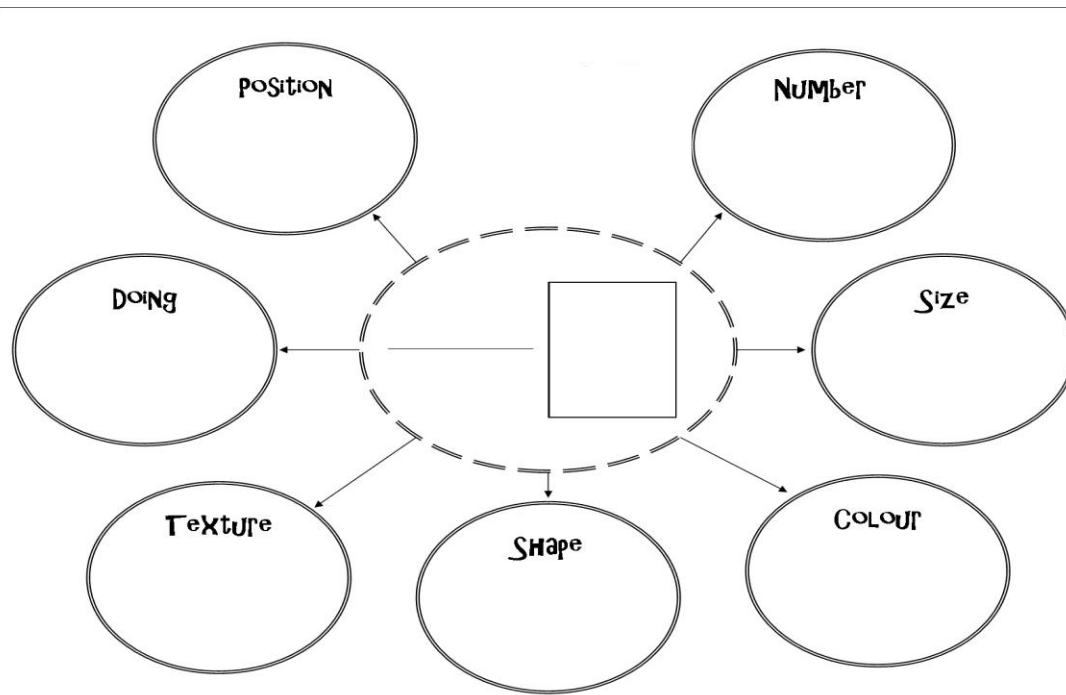 Position
Number
Doing
Size
Texture
Shape
Colour